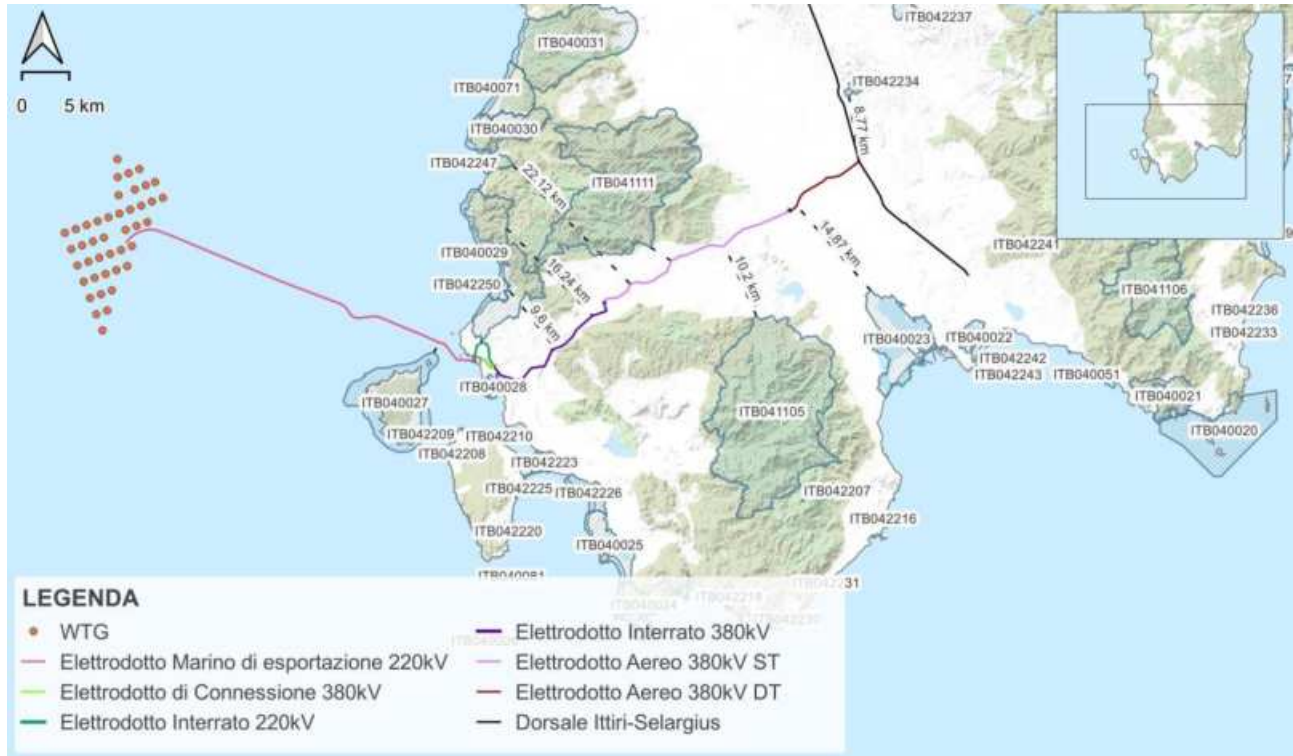 ITB040031
ITB042237
ITB040071
ITB042234
0 5 km
ITB040030
8.77 km
ITB042247
22.12 km
ITB041111
ITB040029
14.87 km
ITB042241
ITB042250
16.24 km
10.2 km
ITB041106
9.6 km
ITB042236
ITB042233
ITB040023
ITB040022
ITB042242
ITB042243
ITB040051
ITB040028
ITB040021
ITB040027
ITB041105
ITB040020
ITB042209
ITB042210
ITB042208
ITB042223
ITB042225
ITB042226
ITB042207
ITB042216
ITB042220
ITB040025
ITB040081
LEGENDA
WTG
Elettrodotto Marino di esportazione 220kV
Elettrodotto di Connessione 380kV
Elettrodotto Interrato 220kV
Elettrodotto Interrato 380kV
Elettrodotto Aereo 380kV ST
Elettrodotto Aereo 380kV DT
Dorsale Ittiri-Selargius